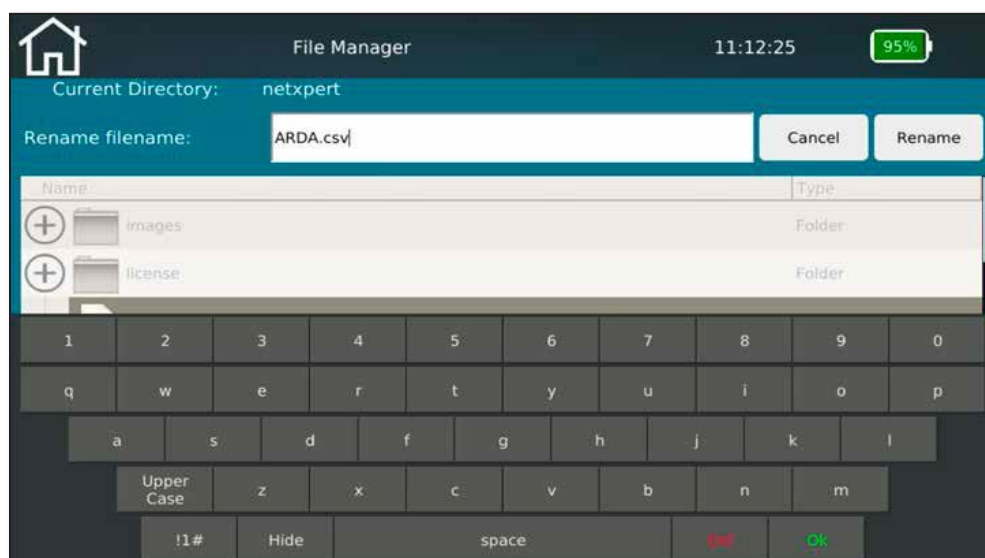 File Manager 11:12:25 95%
Current Directory: netxpert
Rename filename: ARDA.csv Cancel Rename
Name Type
images Folder
license Folder
1 2 3 4 5 6 7 8 9 0
q w e r t y u i o p
a s d f g h j k l
Upper
Case z x c v b n m
!1# Hide space Del Ok